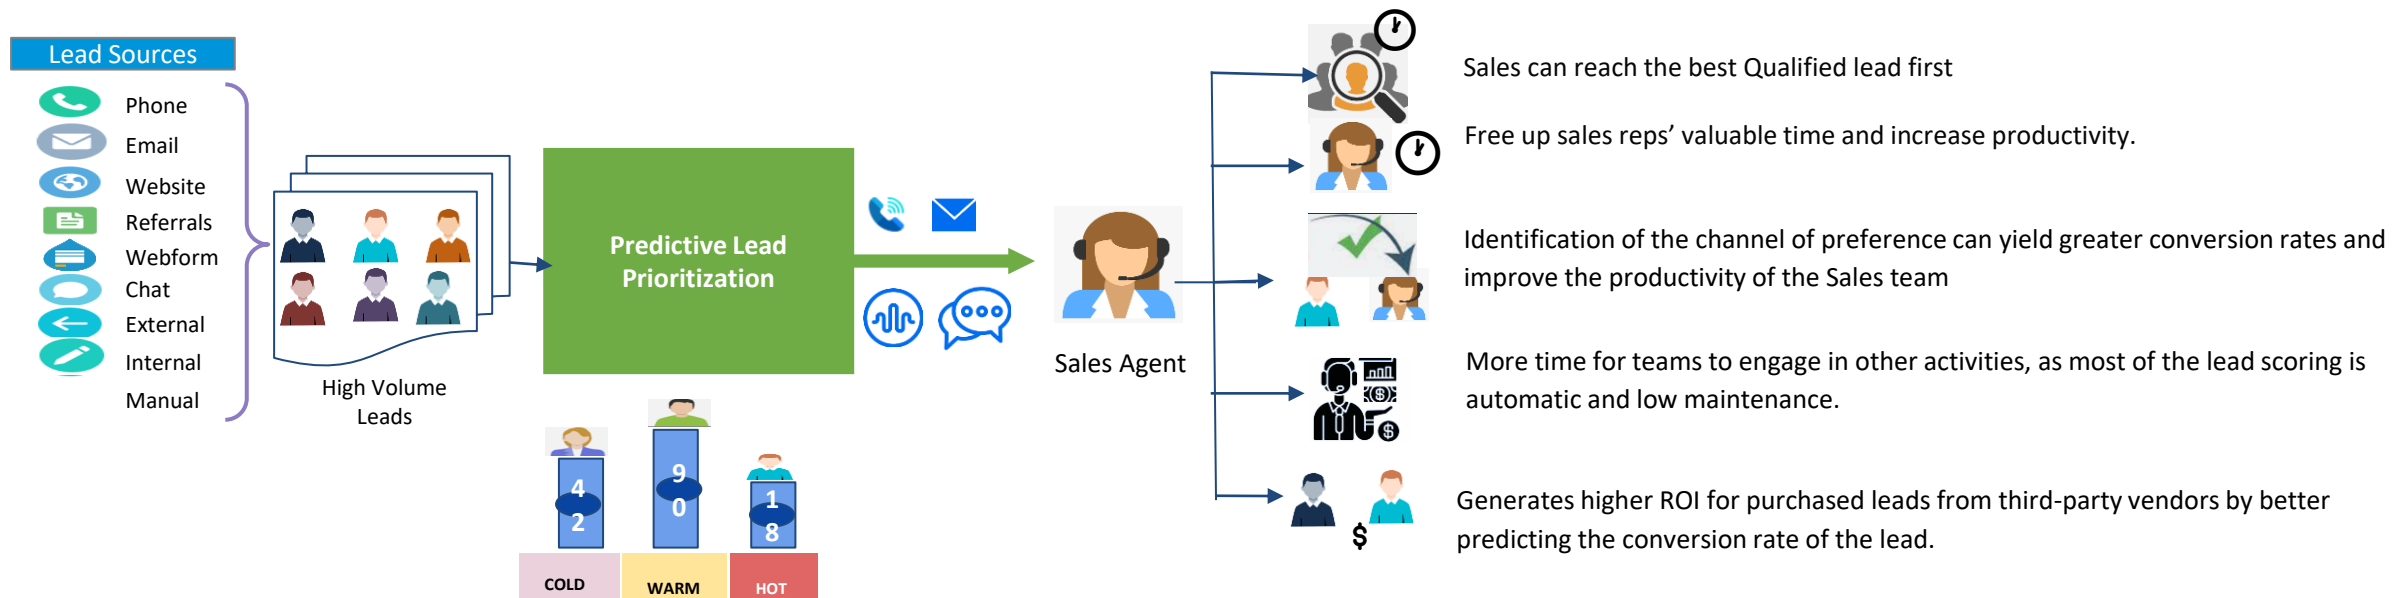 Lead Sources
Phone
Email
Website
Referrals
Webform
Chat
External
Internal
Manual
High Volume
Leads
Predictive Lead
Prioritization
4
2
9
0
1
8
COLD
WARM
HOT
Sales Agent
Sales can reach the best Qualified lead first
Free up sales reps’ valuable time and increase productivity.
Identification of the channel of preference can yield greater conversion rates and
improve the productivity of the Sales team
More time for teams to engage in other activities, as most of the lead scoring is
automatic and low maintenance.
$
$
$
Generates higher ROI for purchased leads from third-party vendors by better
predicting the conversion rate of the lead.